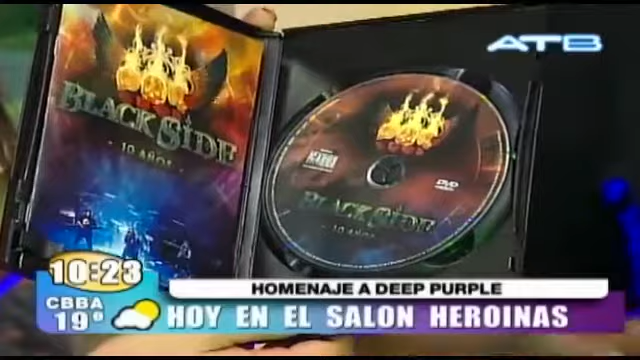 ATB
BLACK SIDE
- 10 AÑOS -
DVD
BLACK SIDE
- 10 AÑOS -
10:23
CBBA
19º
HOMENAJE A DEEP PURPLE
HOY EN EL SALON HEROINAS